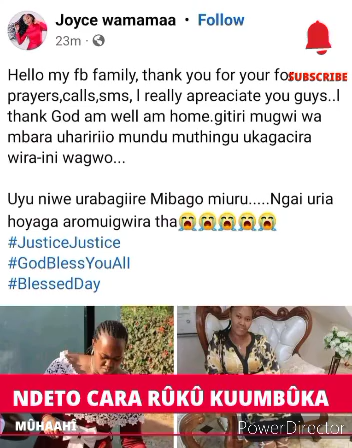 Joyce wamamaa · Follow
23m ·
SUBSCRIBE
Hello my fb family, thank you for your
prayers,calls,sms, I really apreaciate you guys..I
thank God am well am home.gitiri mugwi wa
mbara uhaririio mundu muthingu ukagacira
wira-ini wagwo...
Uyu niwe urabagiire Mibago miuru.....Ngai uria
hoyaga aromuigwira tha😭😭😭😭😭
#JusticeJustice
#GodBlessYouAll
#BlessedDay
NDETO CARA RŨKŨ KUUMBŨKA
MŨHAAHĨ
PowerDirector